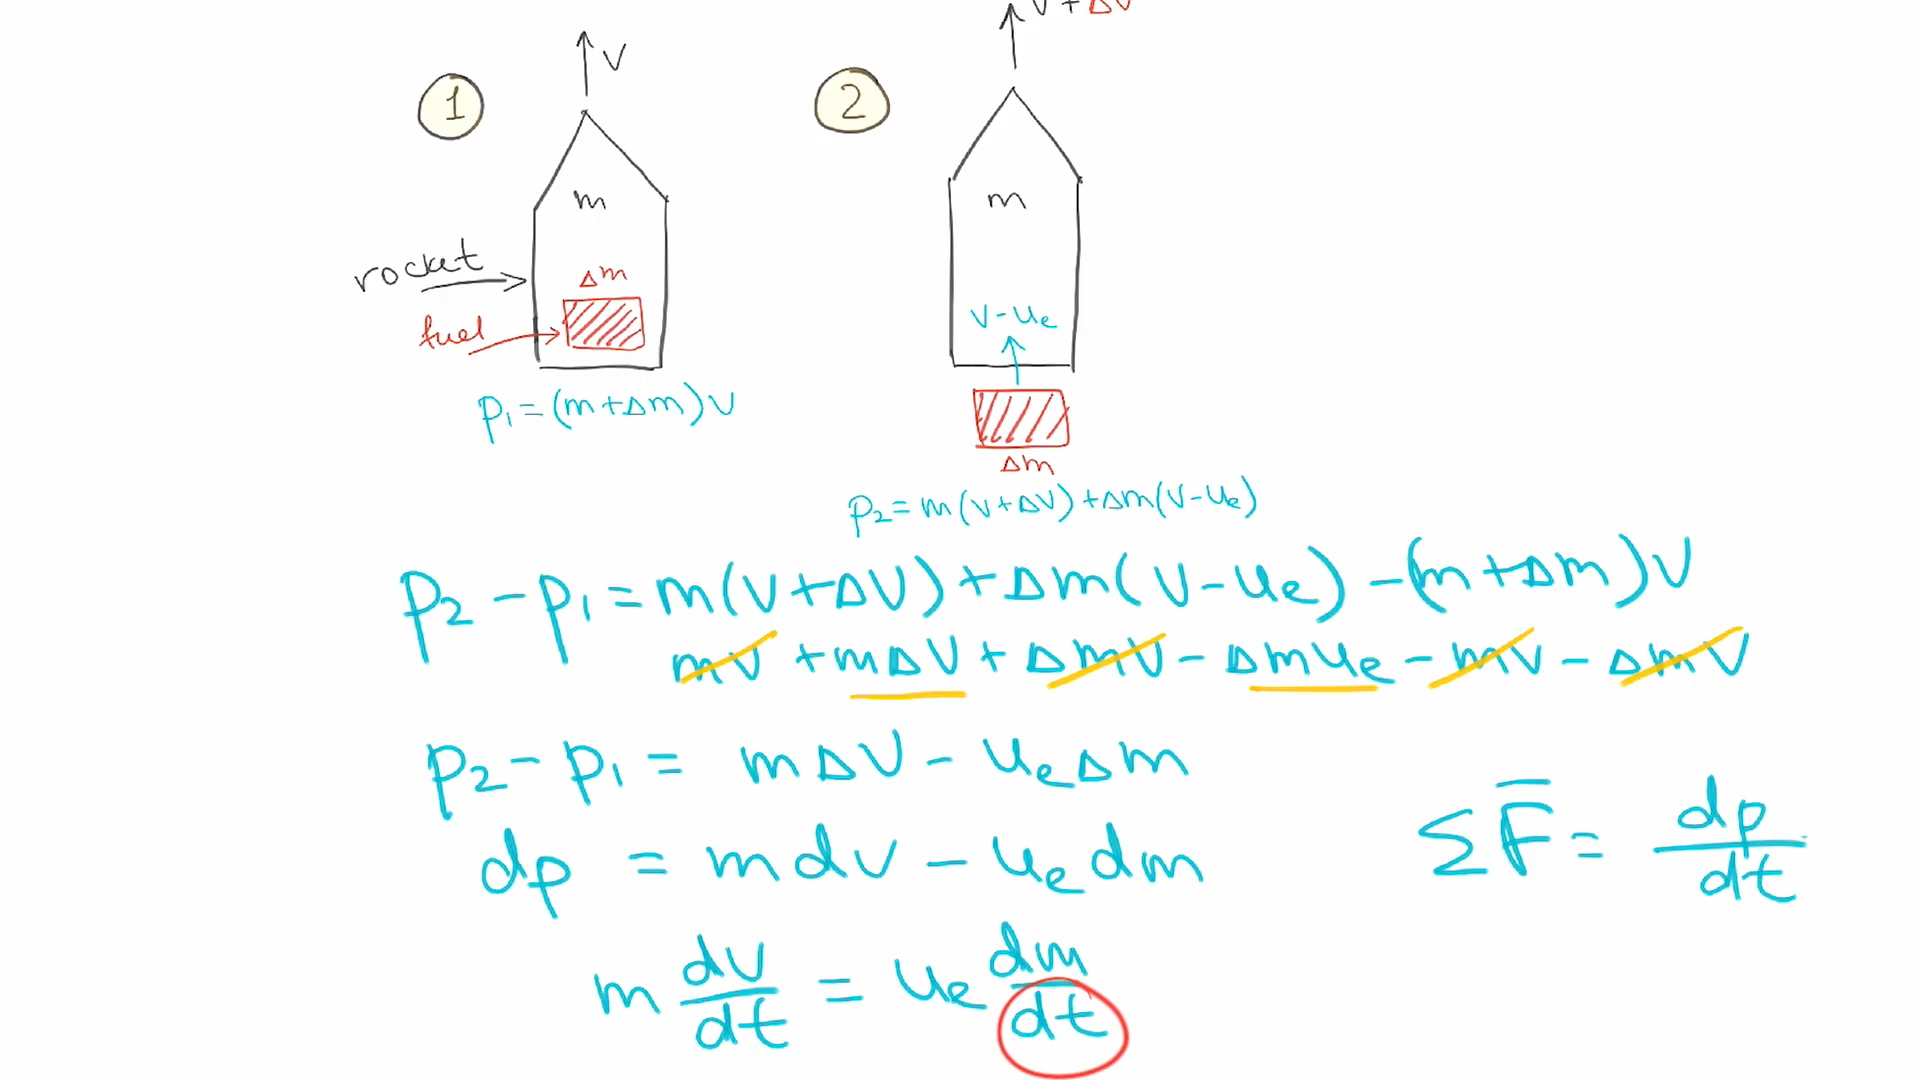 V + ΔV
V
1
2
m
m
rocket
Δm
fuel
V-uₑ
p₁=(m+Δm)V
Δm
p₂=m(V+ΔV)+Δm(V-uₑ)
p₂-p₁=m(V+ΔV)+Δm(V-uₑ)-(m+Δm)V
mV+mΔV+ΔmV-Δmuₑ-mV-ΔmV
p₂-p₁= mΔV-uₑΔm
dp = mdv-uₑdm
ΣF̅= dp/dt
m dv/dt = uₑ dm/dt